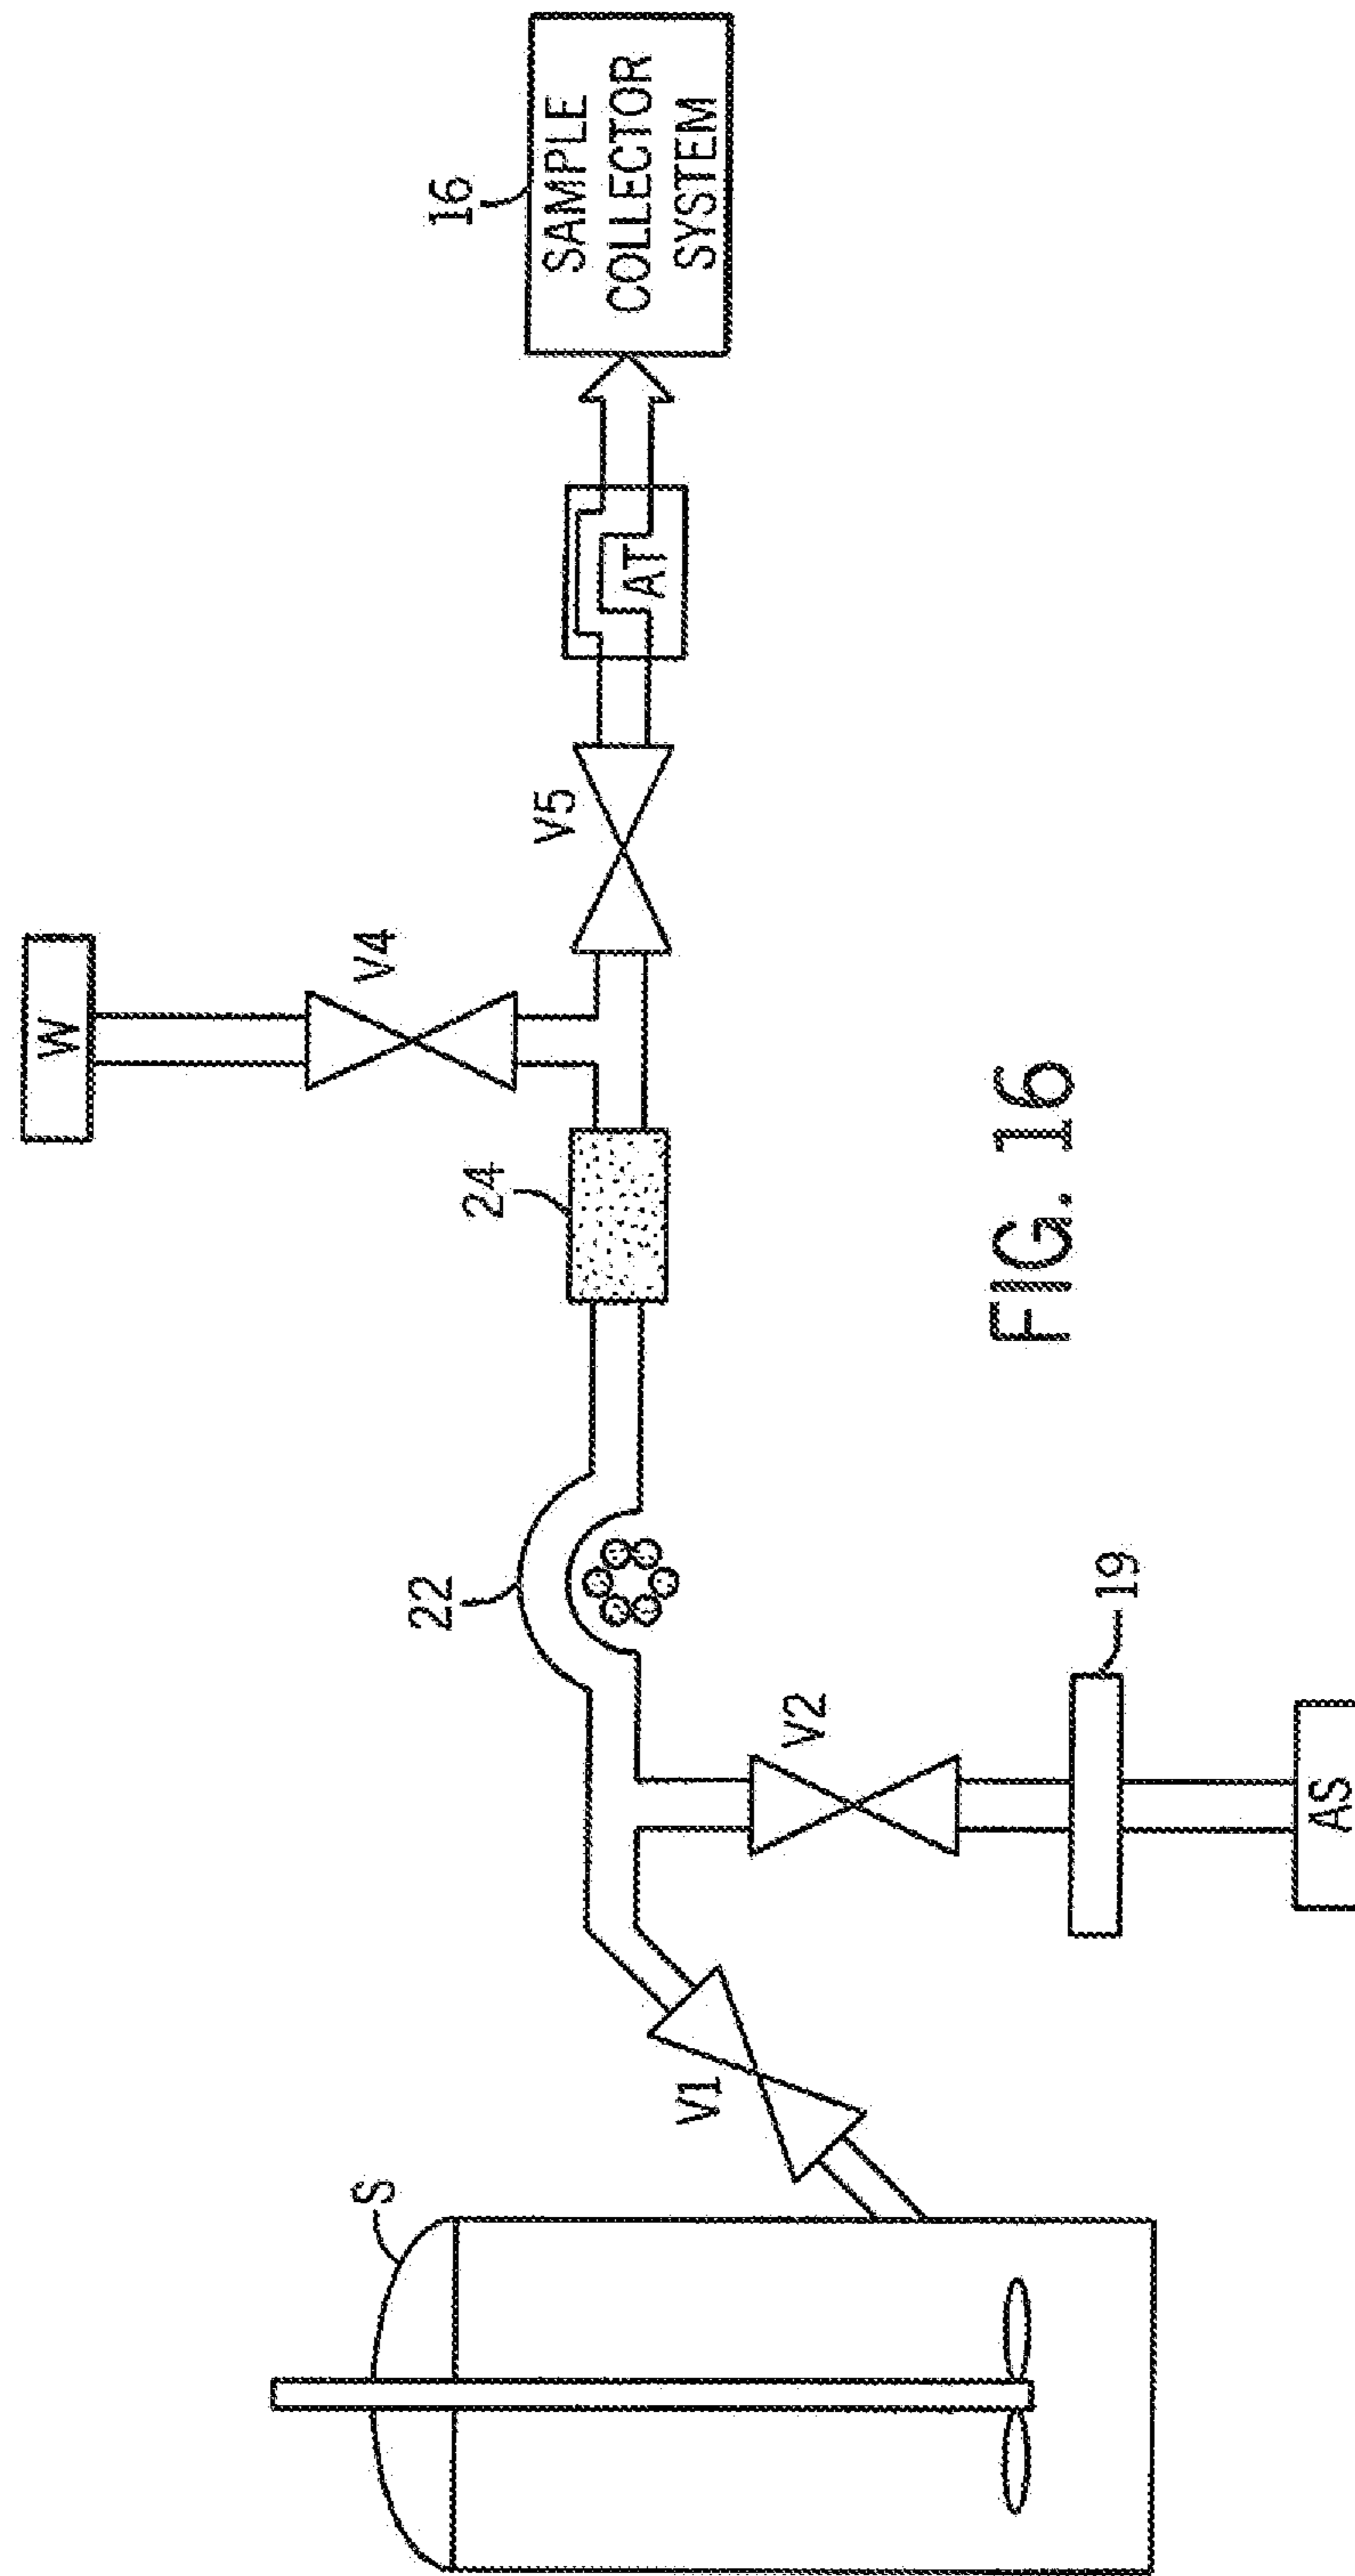 S
V1
V2
19
AS
22
24
W
V4
V5
AT
16
SAMPLE
COLLECTOR
SYSTEM
FIG. 16